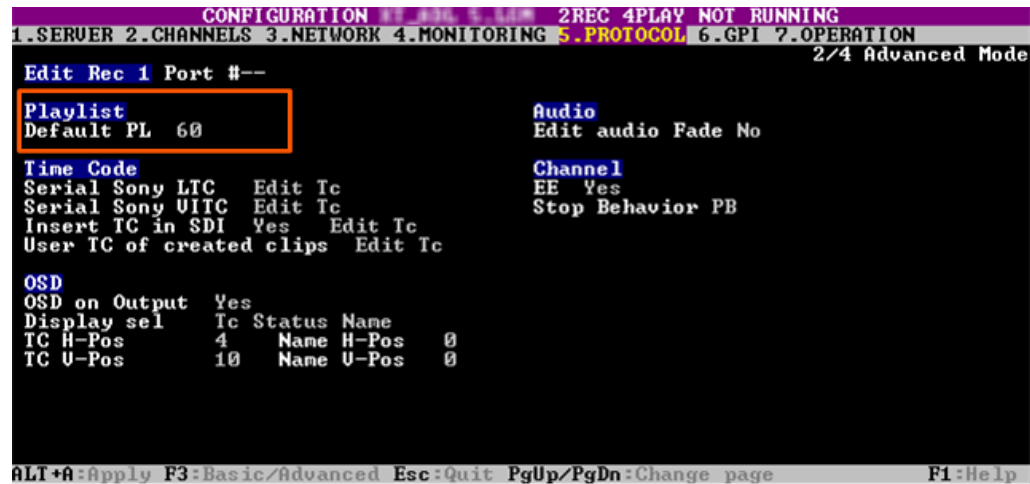 CONFIGURATION 2REC 4PLAY NOT RUNNING
1.SERVER 2.CHANNELS 3.NETWORK 4.MONITORING 5.PROTOCOL 6.GPI 7.OPERATION
2/4 Advanced Mode
Edit Rec 1 Port #--
Playlist
Default PL 60
Audio
Edit audio Fade No
Time Code
Serial Sony LTC Edit Tc
Serial Sony VITC Edit Tc
Insert TC in SDI Yes Edit Tc
User TC of created clips Edit Tc
Channel
EE Yes
Stop Behavior PB
OSD
OSD on Output Yes
Display sel Tc Status Name
TC H-Pos 4 Name H-Pos 0
TC V-Pos 10 Name V-Pos 0
ALT+A:Apply F3:Basic/Advanced Esc:Quit PgUp/PgDn:Change page F1:Help